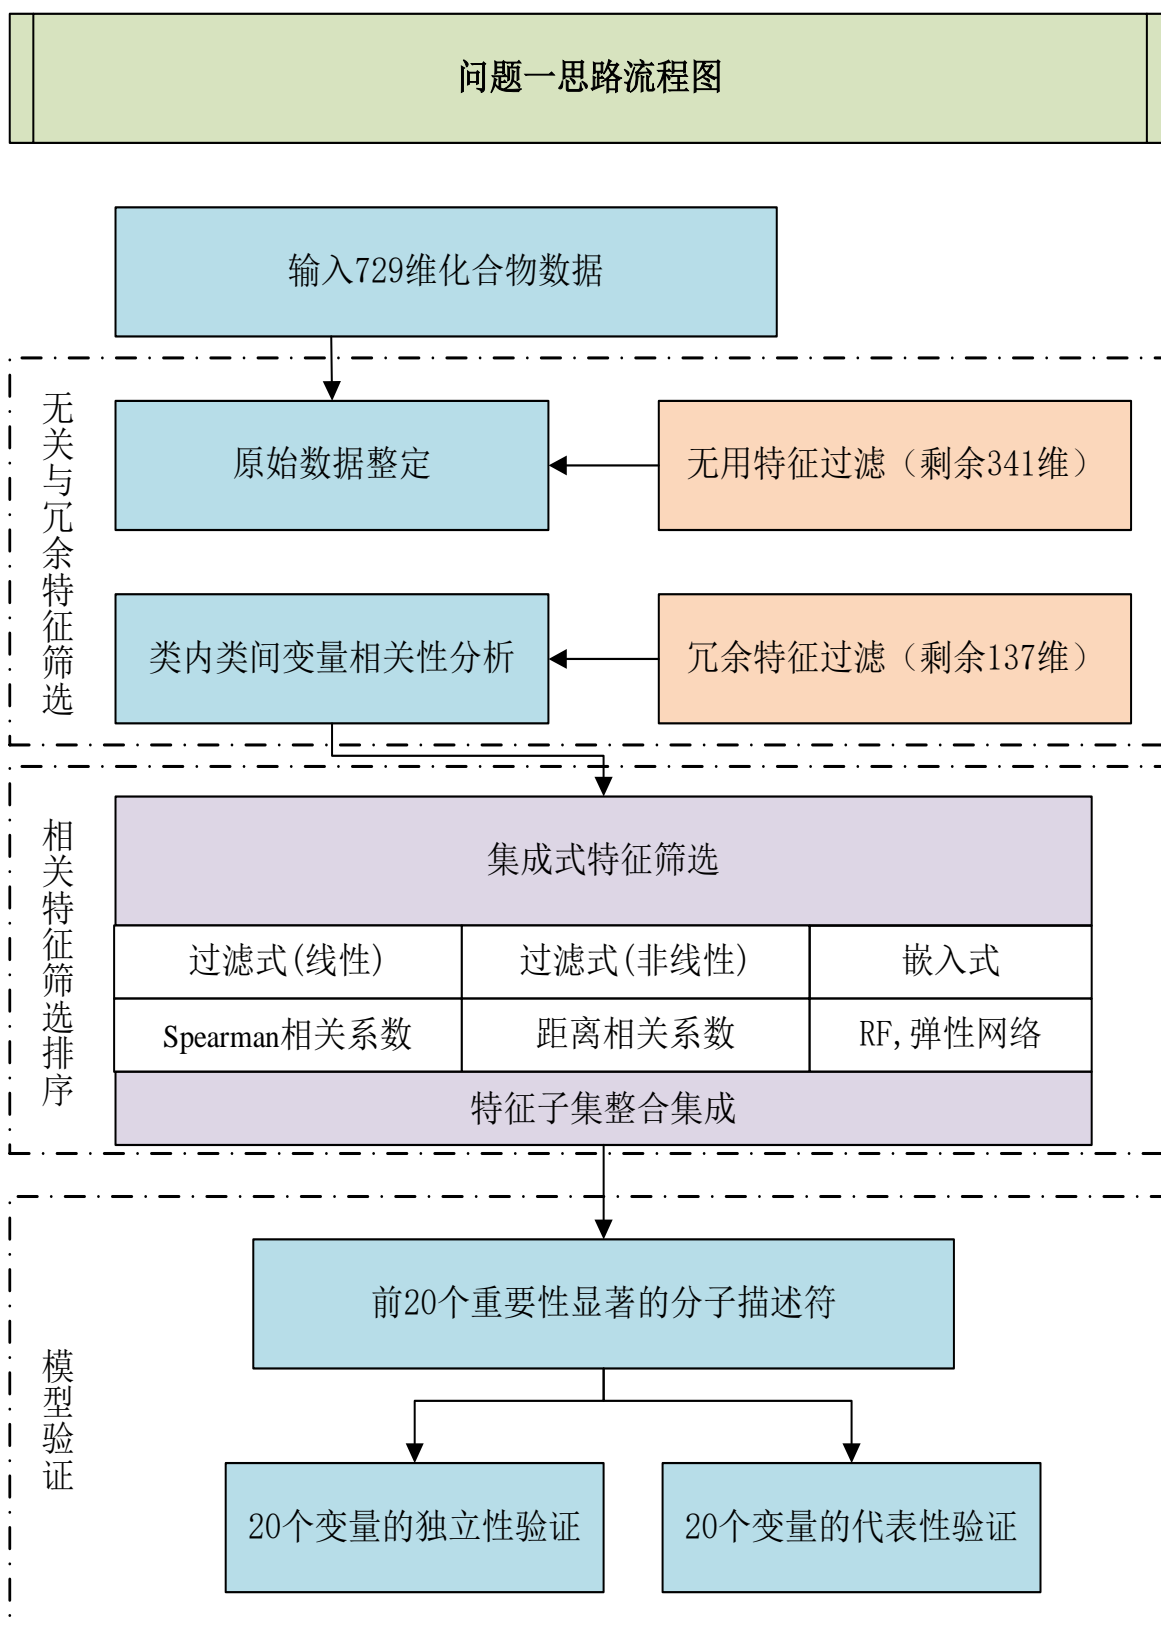 问题一思路流程图
输入729维化合物数据
无关与冗余特征筛选
原始数据整定
无用特征过滤（剩余341维）
类内类间变量相关性分析
冗余特征过滤（剩余137维）
相关特征筛选排序
集成式特征筛选
过滤式(线性)
过滤式(非线性)
嵌入式
Spearman相关系数
距离相关系数
RF,弹性网络
特征子集整合集成
模型验证
前20个重要性显著的分子描述符
20个变量的独立性验证
20个变量的代表性验证